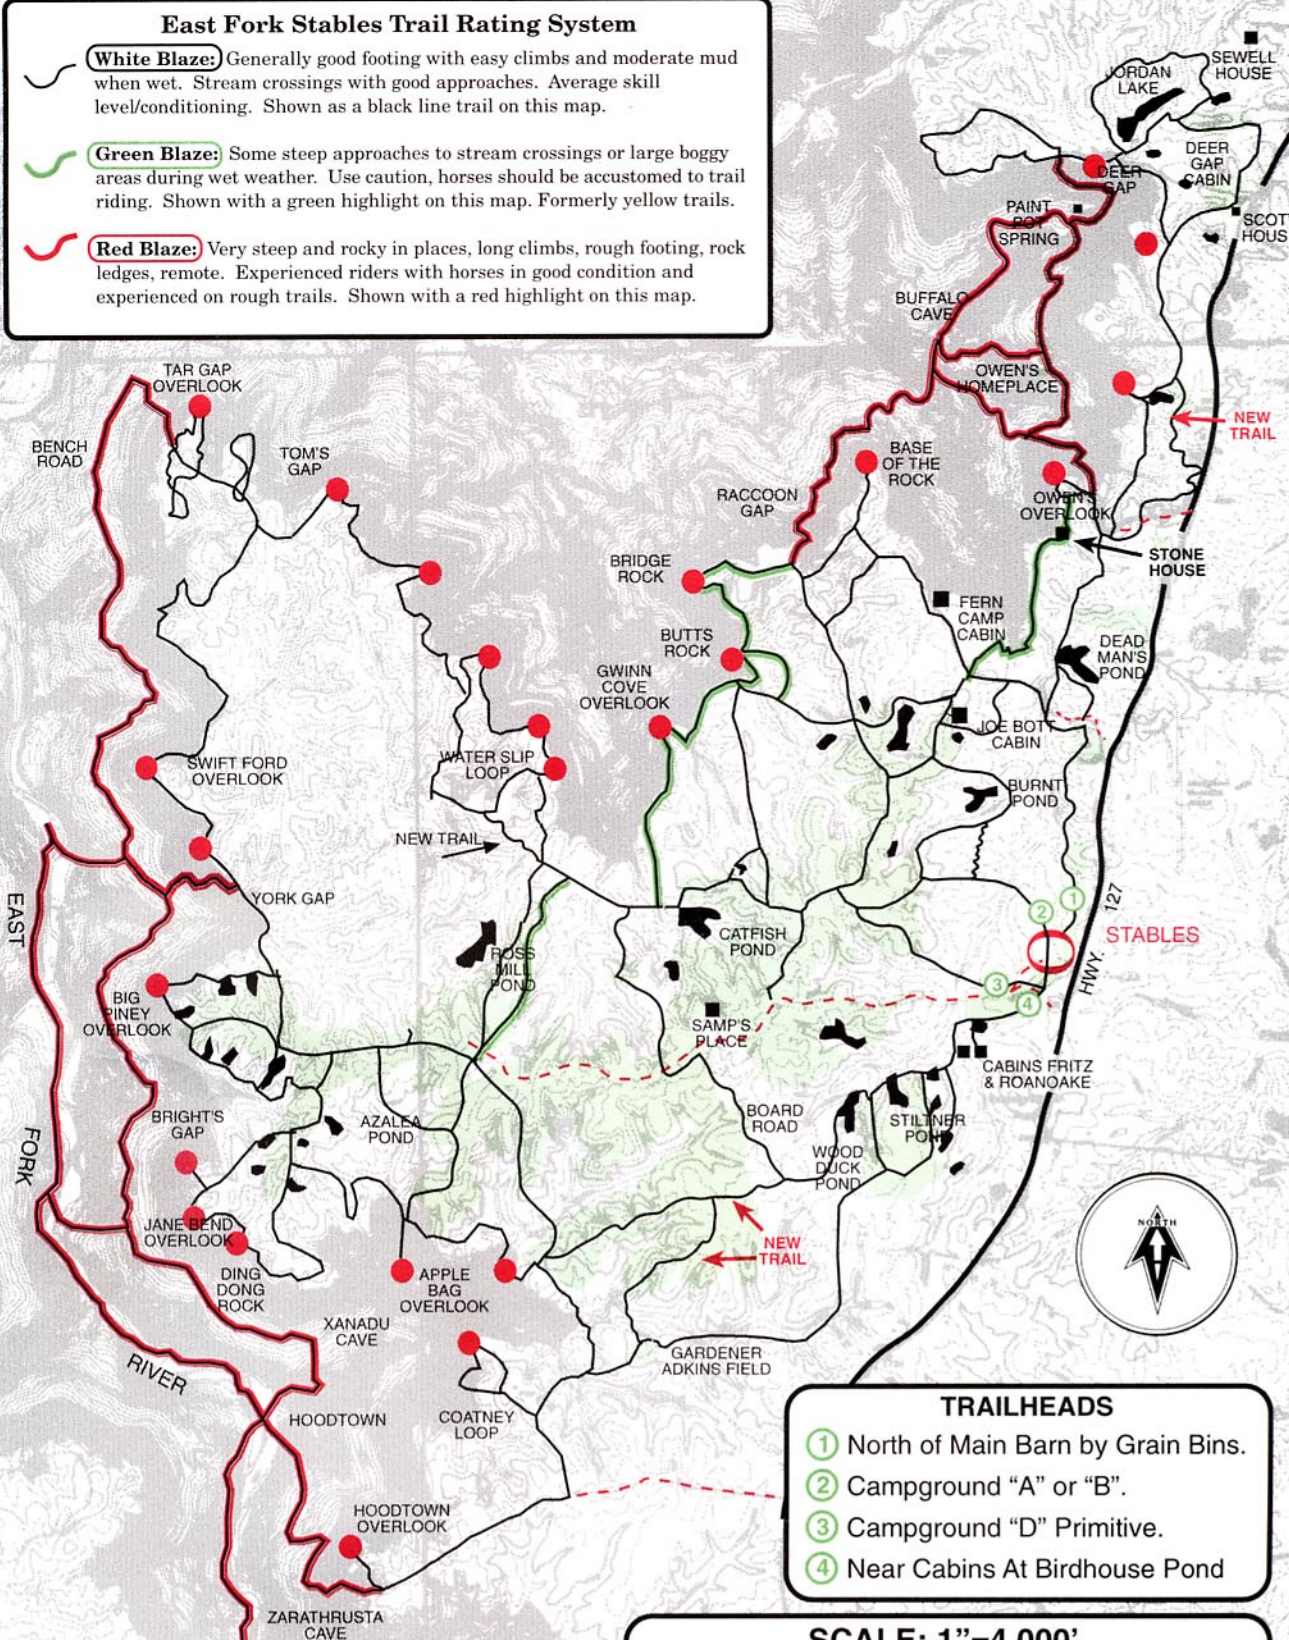 East Fork Stables Trail Rating System
White Blaze: Generally good footing with easy climbs and moderate mud
when wet. Stream crossings with good approaches. Average skill
level/conditioning. Shown as a black line trail on this map.
Green Blaze: Some steep approaches to stream crossings or large boggy
areas during wet weather. Use caution, horses should be accustomed to trail
riding. Shown with a green highlight on this map. Formerly yellow trails.
Red Blaze: Very steep and rocky in places, long climbs, rough footing, rock
ledges, remote. Experienced riders with horses in good condition and
experienced on rough trails. Shown with a red highlight on this map.
SEWELL
HOUSE
JORDAN
LAKE
DEER
GAP
CABIN
DEER
GAP
PAINT
POT
SPRING
SCOTT
HOUS
BUFFALO
CAVE
OWEN'S
HOMEPLACE
TAR GAP
OVERLOOK
NEW
TRAIL
BENCH
ROAD
TOM'S
GAP
BASE
OF THE
ROCK
RACCOON
GAP
OWEN'S
OVERLOOK
STONE
HOUSE
BRIDGE
ROCK
FERN
CAMP
CABIN
BUTTS
ROCK
DEAD
MAN'S
POND
GWINN
COVE
OVERLOOK
JOE BOTT
CABIN
SWIFT FORD
OVERLOOK
WATER SLIP
LOOP
BURNT
POND
NEW TRAIL
YORK GAP
1
2
HWY. 127
STABLES
EAST
CATFISH
POND
ROSS
MILL
POND
BIG
PINEY
OVERLOOK
3
4
SAMP'S
PLACE
CABINS FRITZ
& ROANOAKE
BRIGHT'S
GAP
AZALEA
POND
BOARD
ROAD
STILTNER
POND
FORK
WOOD
DUCK
POND
JANE BEND
OVERLOOK
NORTH
NEW
TRAIL
DING
DONG
ROCK
APPLE
BAG
OVERLOOK
XANADU
CAVE
GARDENER
ADKINS FIELD
RIVER
HOODTOWN
COATNEY
LOOP
HOODTOWN
OVERLOOK
ZARATHRUSTA
CAVE
TRAILHEADS
1 North of Main Barn by Grain Bins.
2 Campground “A” or “B”.
3 Campground “D” Primitive.
4 Near Cabins At Birdhouse Pond
SCALE: 1”=4,000’